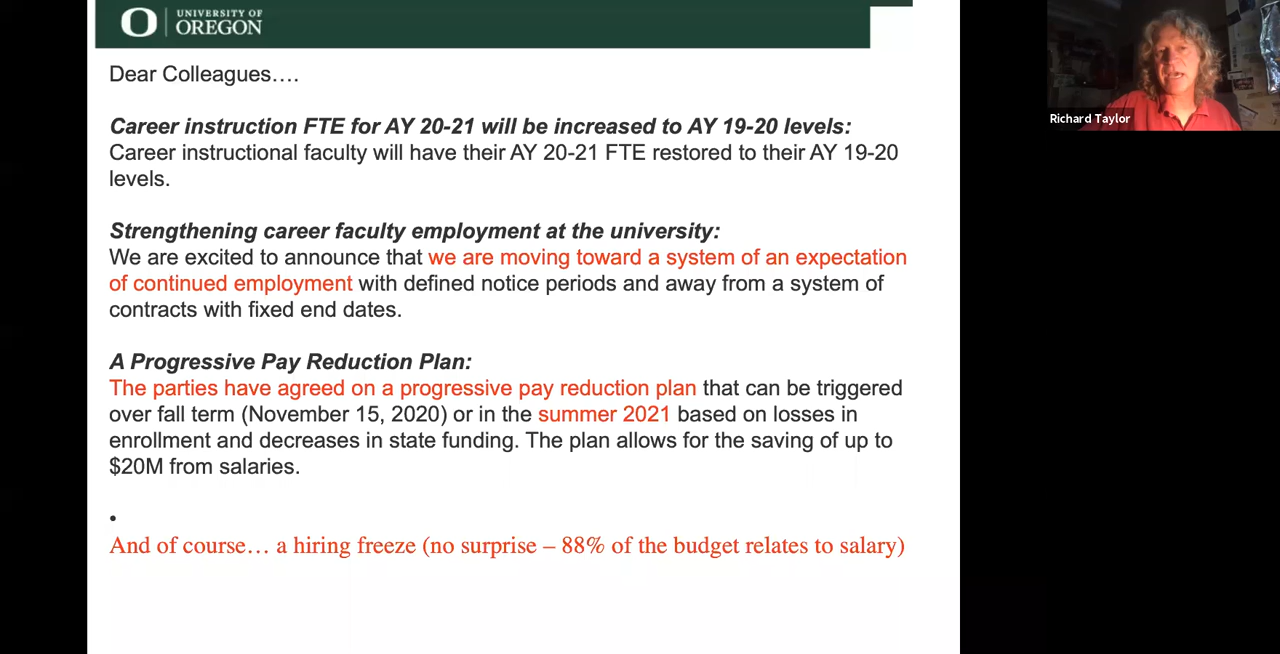 UNIVERSITY OF
OREGON
Richard Taylor
Dear Colleagues….
Career instruction FTE for AY 20-21 will be increased to AY 19-20 levels:
Career instructional faculty will have their AY 20-21 FTE restored to their AY 19-20
levels.
Strengthening career faculty employment at the university:
We are excited to announce that we are moving toward a system of an expectation
of continued employment with defined notice periods and away from a system of
contracts with fixed end dates.
A Progressive Pay Reduction Plan:
The parties have agreed on a progressive pay reduction plan that can be triggered
over fall term (November 15, 2020) or in the summer 2021 based on losses in
enrollment and decreases in state funding. The plan allows for the saving of up to
$20M from salaries.
•
And of course… a hiring freeze (no surprise – 88% of the budget relates to salary)